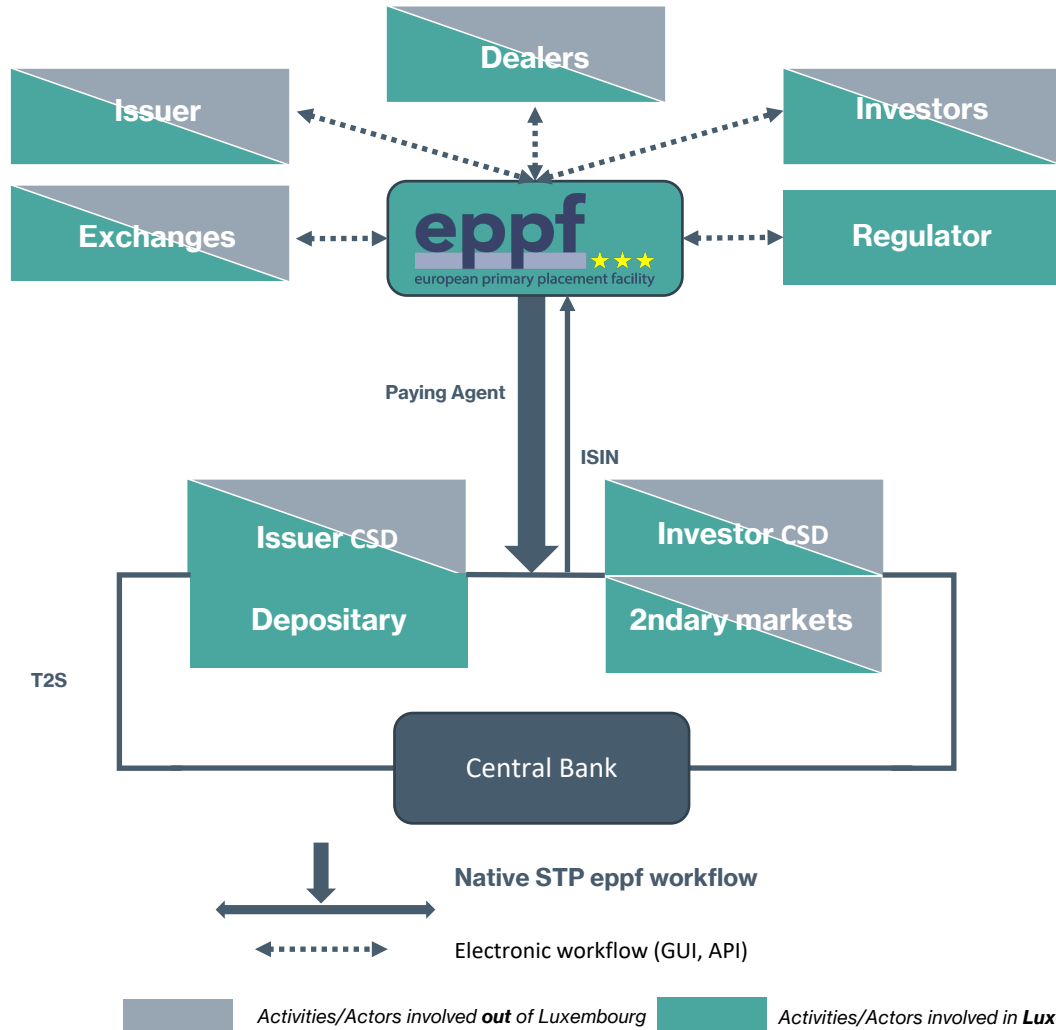 Dealers
Issuer
Investors
Exchanges
eppf
european primary placement facility
Regulator
Paying Agent
ISIN
Issuer CSD
Investor CSD
Depositary
2ndary markets
T2S
Central Bank
Native STP eppf workflow
Electronic workflow (GUI, API)
Activities/Actors involved out of Luxembourg
Activities/Actors involved in Lux